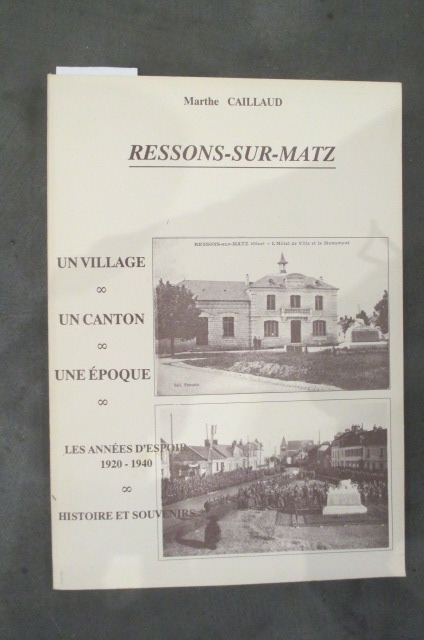 Marthe CAILLAUD
RESSONS-SUR-MATZ
RESSONS-sur-MATZ (Oise) - L'Hôtel de Ville et le Monument
UN VILLAGE
∞
UN CANTON
∞
UNE ÉPOQUE
∞
LES ANNÉES D'ESPOIR
1920 - 1940
∞
HISTOIRE ET SOUVENIRS